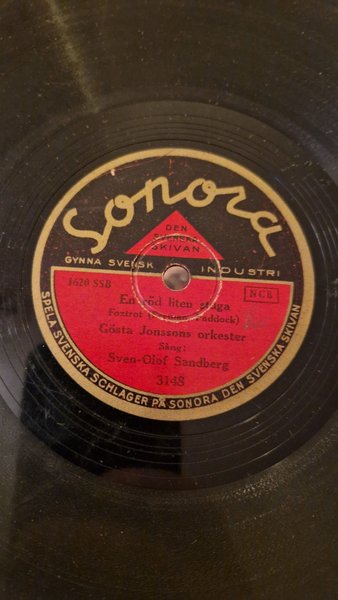 Sonora
DEN
SVENSKA
SKIVAN
GYNNA SVENSK INDUSTRI
1620 SSB
NCB
En röd liten stuga
Foxtrot
Gösta Jonssons orkester
Sång:
Sven-Olof Sandberg
3148
SPELA SVENSKA SCHLAGER PÅ SONORA DEN SVENSKA SKIVAN